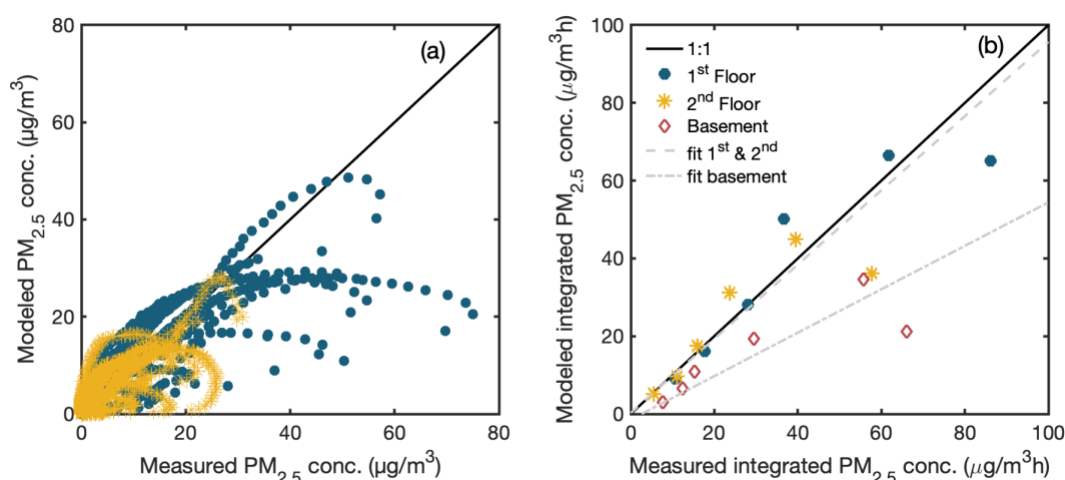 (a)
80
60
40
20
0
0 20 40 60 80
Modeled PM2.5 conc. (µg/m³)
Measured PM2.5 conc. (µg/m³)
(b)
100
80
60
40
20
0
0 20 40 60 80 100
Modeled integrated PM2.5 conc. (µg/m³h)
Measured integrated PM2.5 conc. (µg/m³h)
1:1
1st Floor
2nd Floor
Basement
fit 1st & 2nd
fit basement